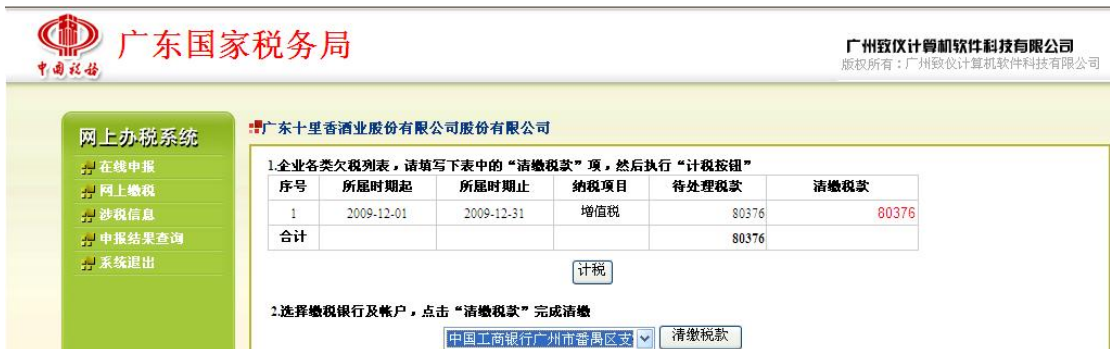 广东国家税务局
中国税务
广州致仪计算机软件科技有限公司
版权所有：广州致仪计算机软件科技有限公司
网上办税系统
在线申报
网上缴税
涉税信息
申报结果查询
系统退出
广东十里香酒业股份有限公司股份有限公司
1.企业各类欠税列表，请填写下表中的“清缴税款”项，然后执行“计税按钮”
序号 所属时期起 所属时期止 纳税项目 待处理税款 清缴税款
1 2009-12-01 2009-12-31 增值税 80376 80376
合计 80376
计税
2.选择缴税银行及帐户，点击“清缴税款”完成清缴
中国工商银行广州市番禺区支 清缴税款